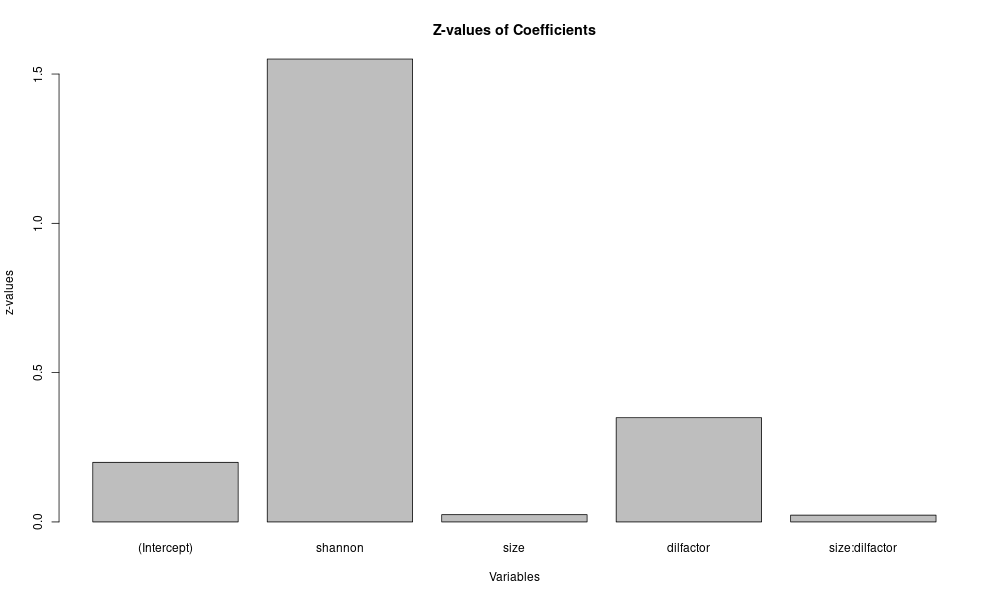 Z-values of Coefficients
z-values
1.5
1.0
0.5
0.0
(Intercept) shannon size dilfactor size:dilfactor
Variables